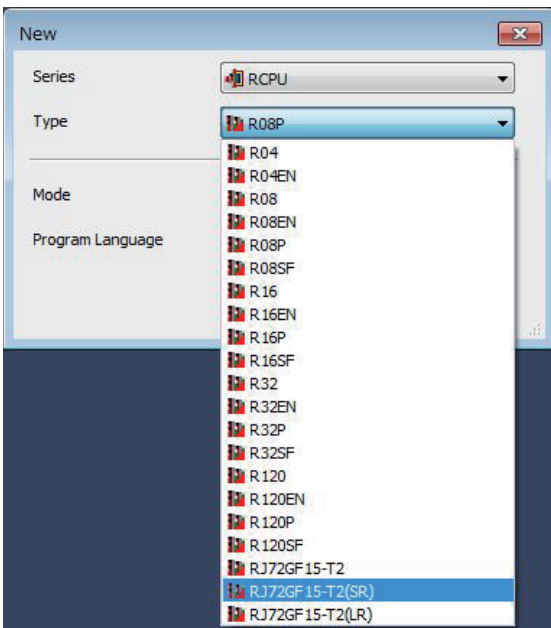 New
Series RCPU
Type R08P
R04
R04EN
R08
Mode
R08EN
Program Language R08P
R08SF
R16
R16EN
R16P
R16SF
R32
R32EN
R32P
R32SF
R120
R120EN
R120P
R120SF
RJ72GF15-T2
RJ72GF15-T2(SR)
RJ72GF15-T2(LR)